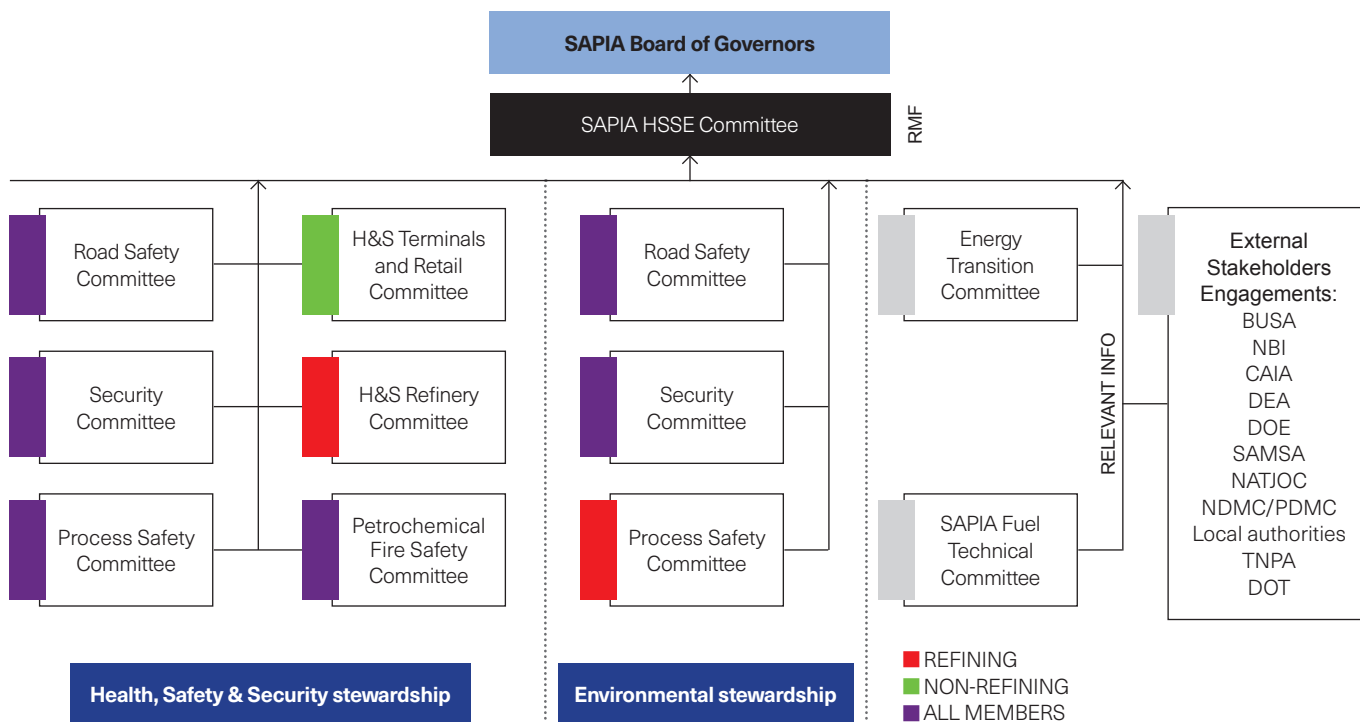 SAPIA Board of Governors
SAPIA HSSE Committee
RMF
Road Safety
Committee
H&S Terminals
and Retail
Committee
Security
Committee
H&S Refinery
Committee
Process Safety
Committee
Petrochemical
Fire Safety
Committee
Health, Safety & Security stewardship
Road Safety
Committee
Security
Committee
Process Safety
Committee
Environmental stewardship
Energy
Transition
Committee
SAPIA Fuel
Technical
Committee
RELEVANT INFO
External
Stakeholders
Engagements:
BUSA
NBI
CAIA
DEA
DOE
SAMSA
NATJOC
NDMC/PDMC
Local authorities
TNPA
DOT
REFINING
NON-REFINING
ALL MEMBERS